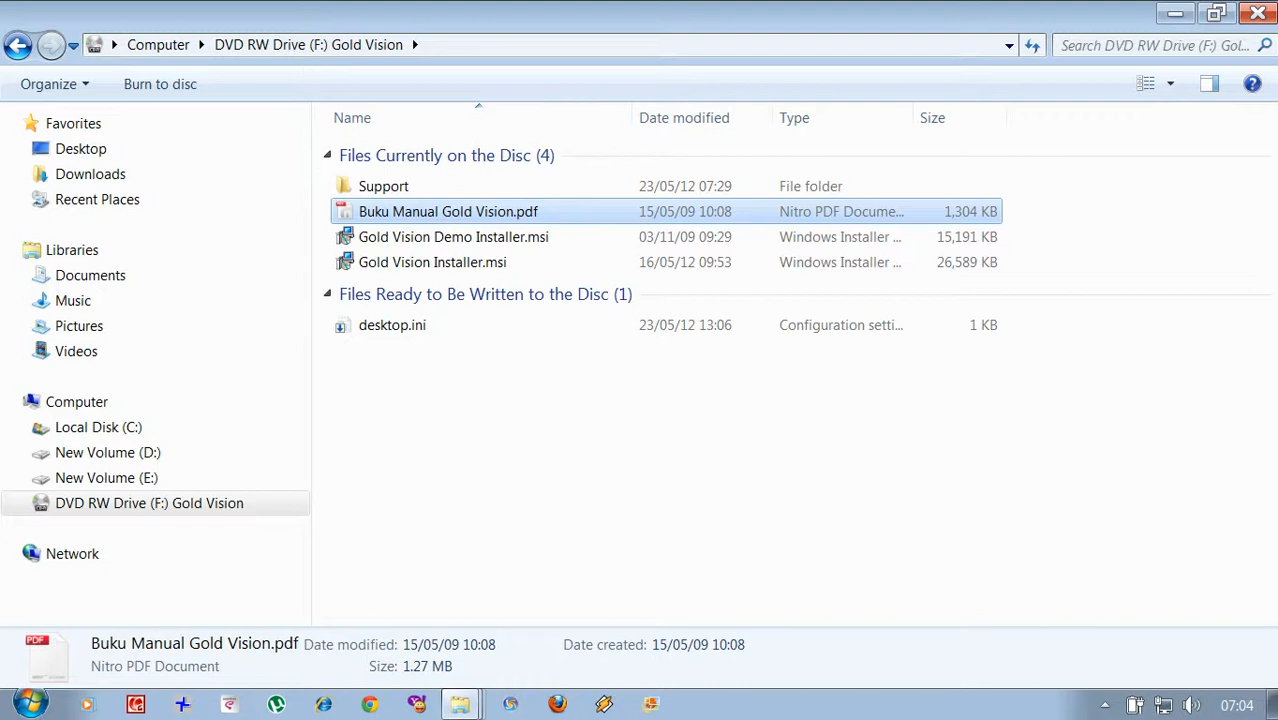 Computer DVD RW Drive (F:) Gold Vision Search DVD RW Drive (F:) Gol...
Organize Burn to disc
Favorites
Desktop
Downloads
Recent Places
Libraries
Documents
Music
Pictures
Videos
Computer
Local Disk (C:)
New Volume (D:)
New Volume (E:)
DVD RW Drive (F:) Gold Vision
Network
Name Date modified Type Size
Files Currently on the Disc (4)
Support 23/05/12 07:29 File folder
Buku Manual Gold Vision.pdf 15/05/09 10:08 Nitro PDF Docume... 1,304 KB
Gold Vision Demo Installer.msi 03/11/09 09:29 Windows Installer ... 15,191 KB
Gold Vision Installer.msi 16/05/12 09:53 Windows Installer ... 26,589 KB
Files Ready to Be Written to the Disc (1)
desktop.ini 23/05/12 13:06 Configuration setti... 1 KB
PDF
Buku Manual Gold Vision.pdf Date modified: 15/05/09 10:08 Date created: 15/05/09 10:08
Nitro PDF Document Size: 1.27 MB
07:04